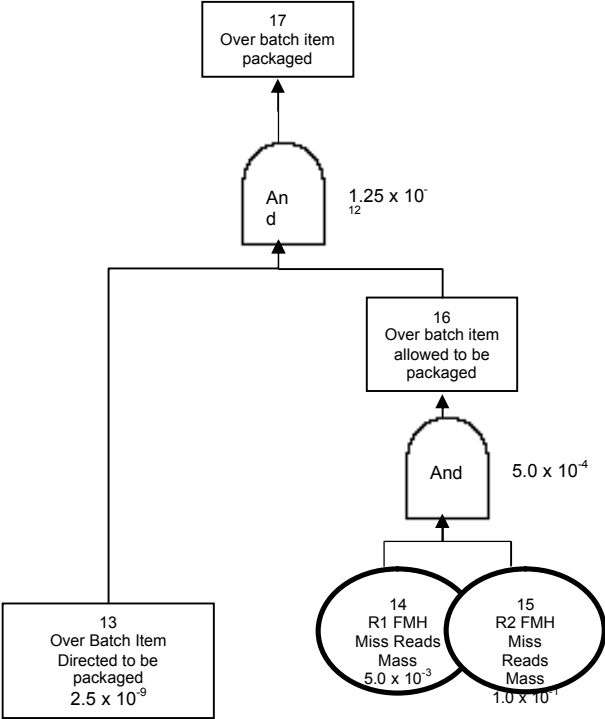 17
Over batch item
packaged
An
d
1.25 x 10⁻
¹²
16
Over batch item
allowed to be
packaged
And
5.0 x 10⁻⁴
13
Over Batch Item
Directed to be
packaged
2.5 x 10⁻⁹
14
R1 FMH
Miss Reads
Mass
5.0 x 10⁻³
15
R2 FMH
Miss
Reads
Mass
1.0 x 10⁻¹